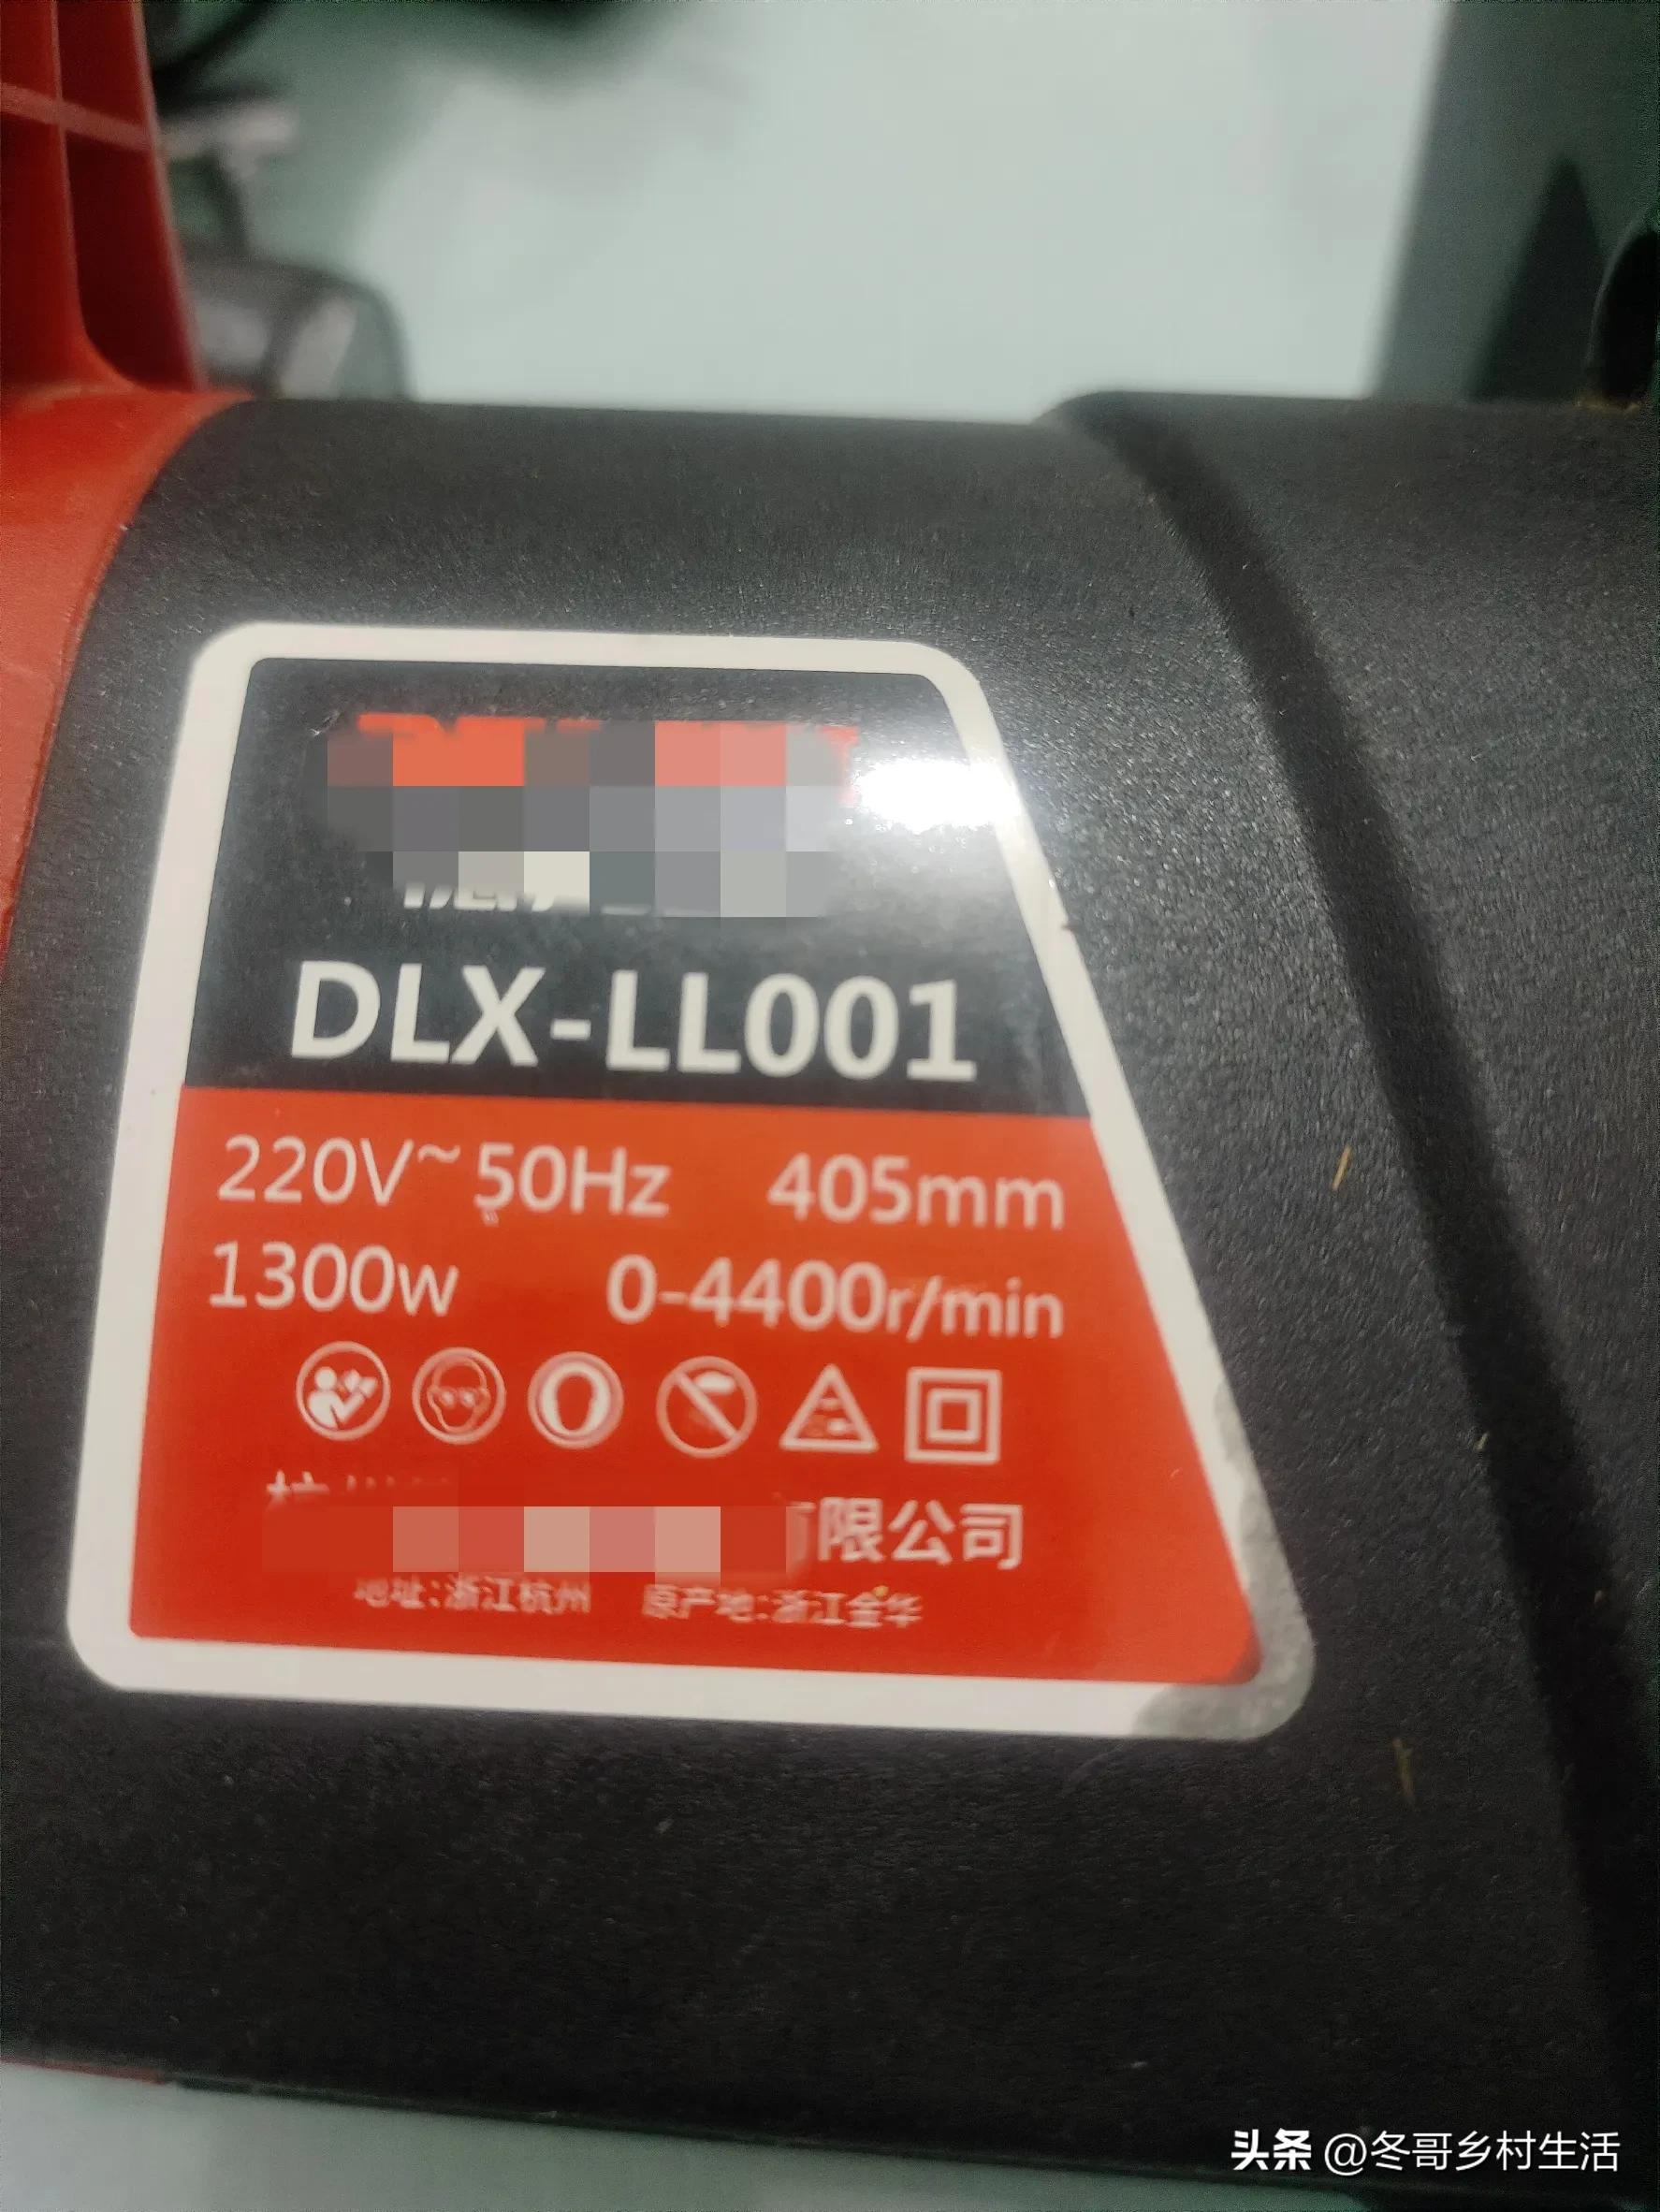 DLX-LL001
220V~50Hz 405mm
1300w 0-4400r/min
有限公司
地址:浙江杭州 原产地:浙江金华
头条 @冬哥乡村生活